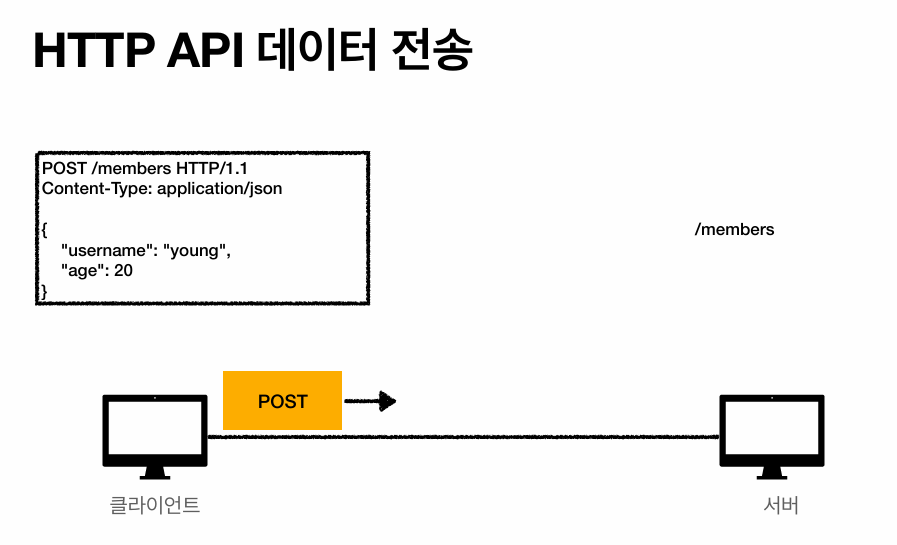 HTTP API 데이터 전송
POST /members HTTP/1.1
Content-Type: application/json
{
"username": "young",
"age": 20
}
/members
POST
클라이언트
서버